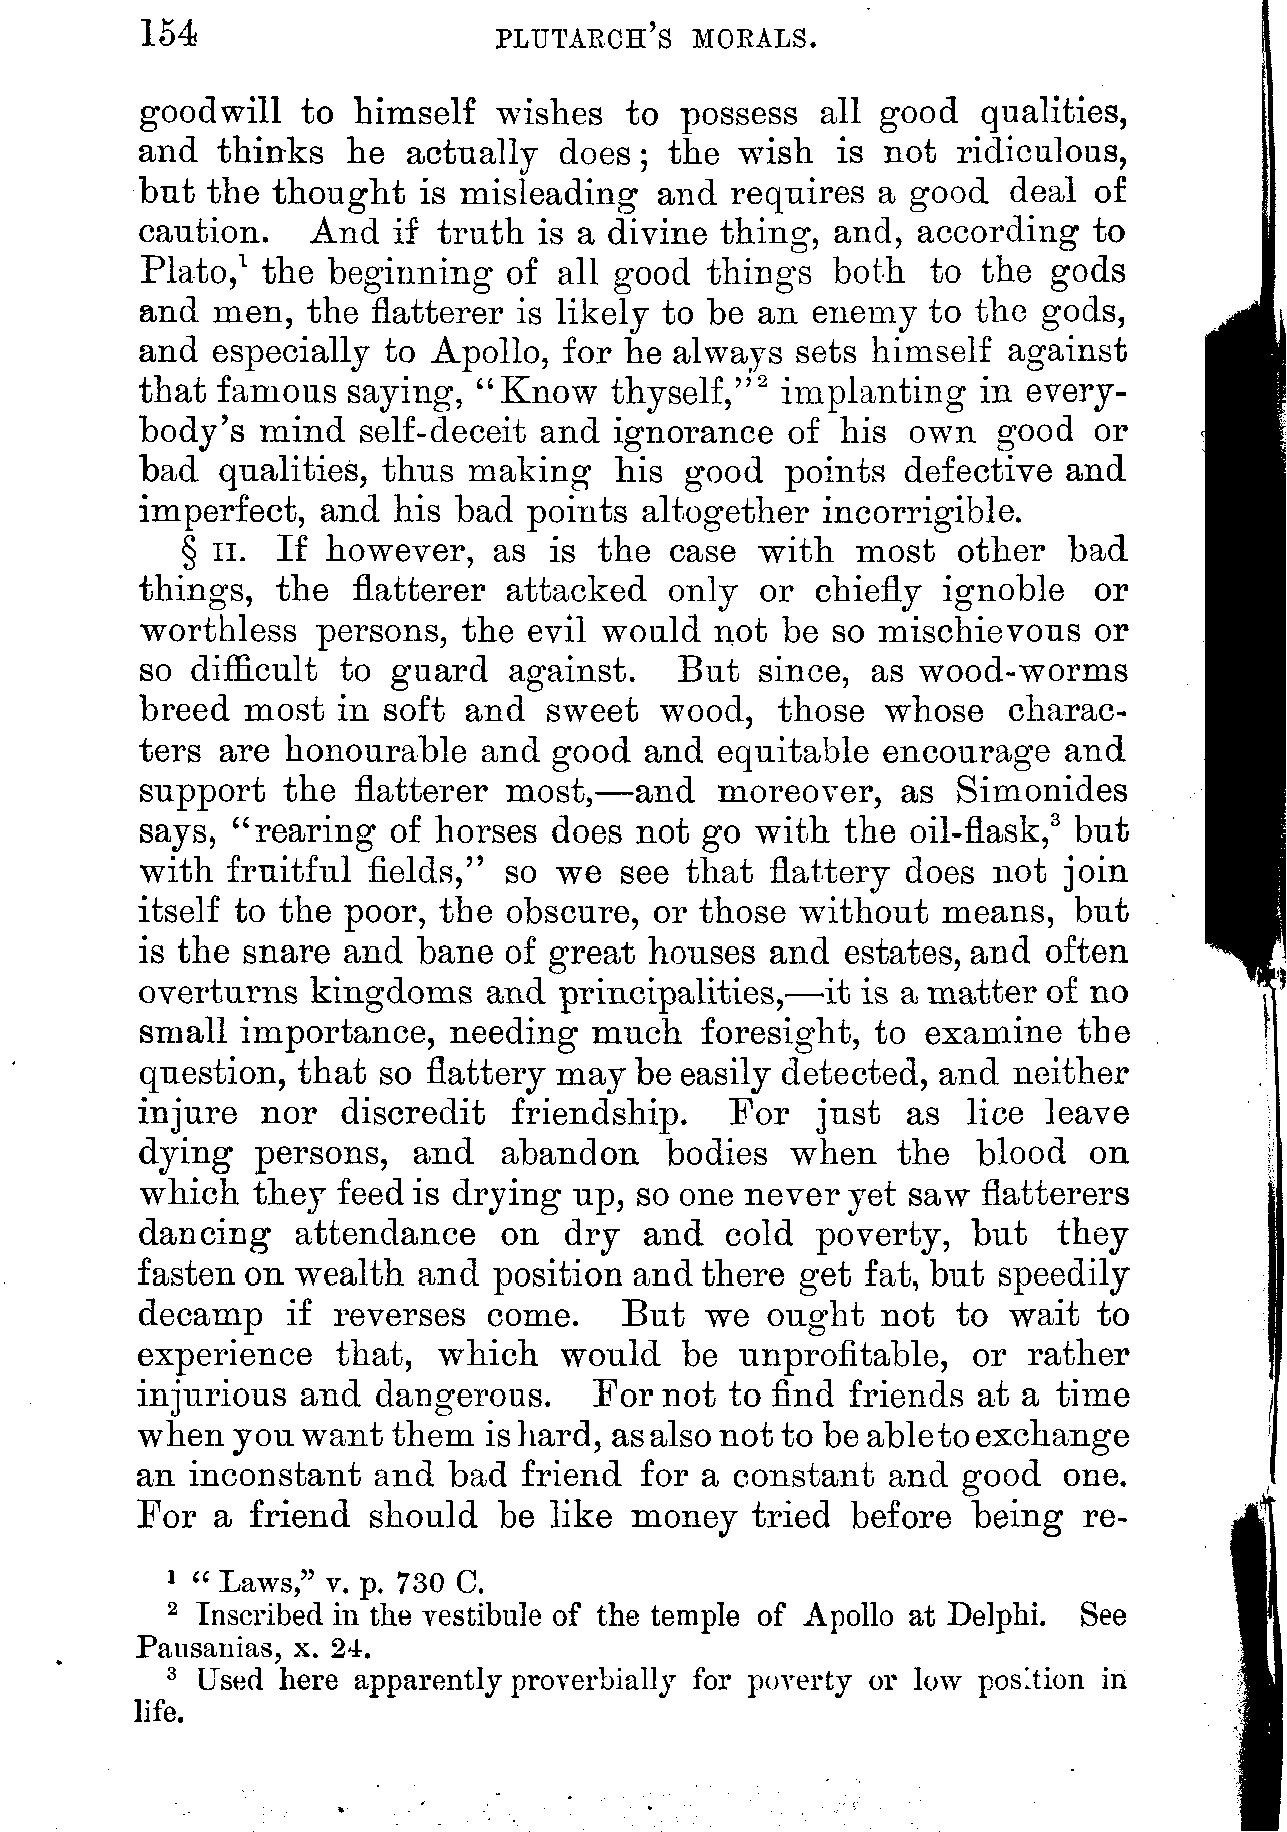 154 PLUTARCH'S MORALS.
goodwill to himself wishes to possess all good qualities,
and thinks he actually does; the wish is not ridiculous,
but the thought is misleading and requires a good deal of
caution. And if truth is a divine thing, and, according to
Plato,¹ the beginning of all good things both to the gods
and men, the flatterer is likely to be an enemy to the gods,
and especially to Apollo, for he always sets himself against
that famous saying, "Know thyself,"² implanting in every-
body's mind self-deceit and ignorance of his own good or
bad qualities, thus making his good points defective and
imperfect, and his bad points altogether incorrigible.
§ II. If however, as is the case with most other bad
things, the flatterer attacked only or chiefly ignoble or
worthless persons, the evil would not be so mischievous or
so difficult to guard against. But since, as wood-worms
breed most in soft and sweet wood, those whose charac-
ters are honourable and good and equitable encourage and
support the flatterer most,—and moreover, as Simonides
says, "rearing of horses does not go with the oil-flask,³ but
with fruitful fields," so we see that flattery does not join
itself to the poor, the obscure, or those without means, but
is the snare and bane of great houses and estates, and often
overturns kingdoms and principalities,—it is a matter of no
small importance, needing much foresight, to examine the
question, that so flattery may be easily detected, and neither
injure nor discredit friendship. For just as lice leave
dying persons, and abandon bodies when the blood on
which they feed is drying up, so one never yet saw flatterers
dancing attendance on dry and cold poverty, but they
fasten on wealth and position and there get fat, but speedily
decamp if reverses come. But we ought not to wait to
experience that, which would be unprofitable, or rather
injurious and dangerous. For not to find friends at a time
when you want them is hard, as also not to be able to exchange
an inconstant and bad friend for a constant and good one.
For a friend should be like money tried before being re-
¹ "Laws," v. p. 730 C.
² Inscribed in the vestibule of the temple of Apollo at Delphi. See
Pausanias, x. 24.
³ Used here apparently proverbially for poverty or low position in
life.